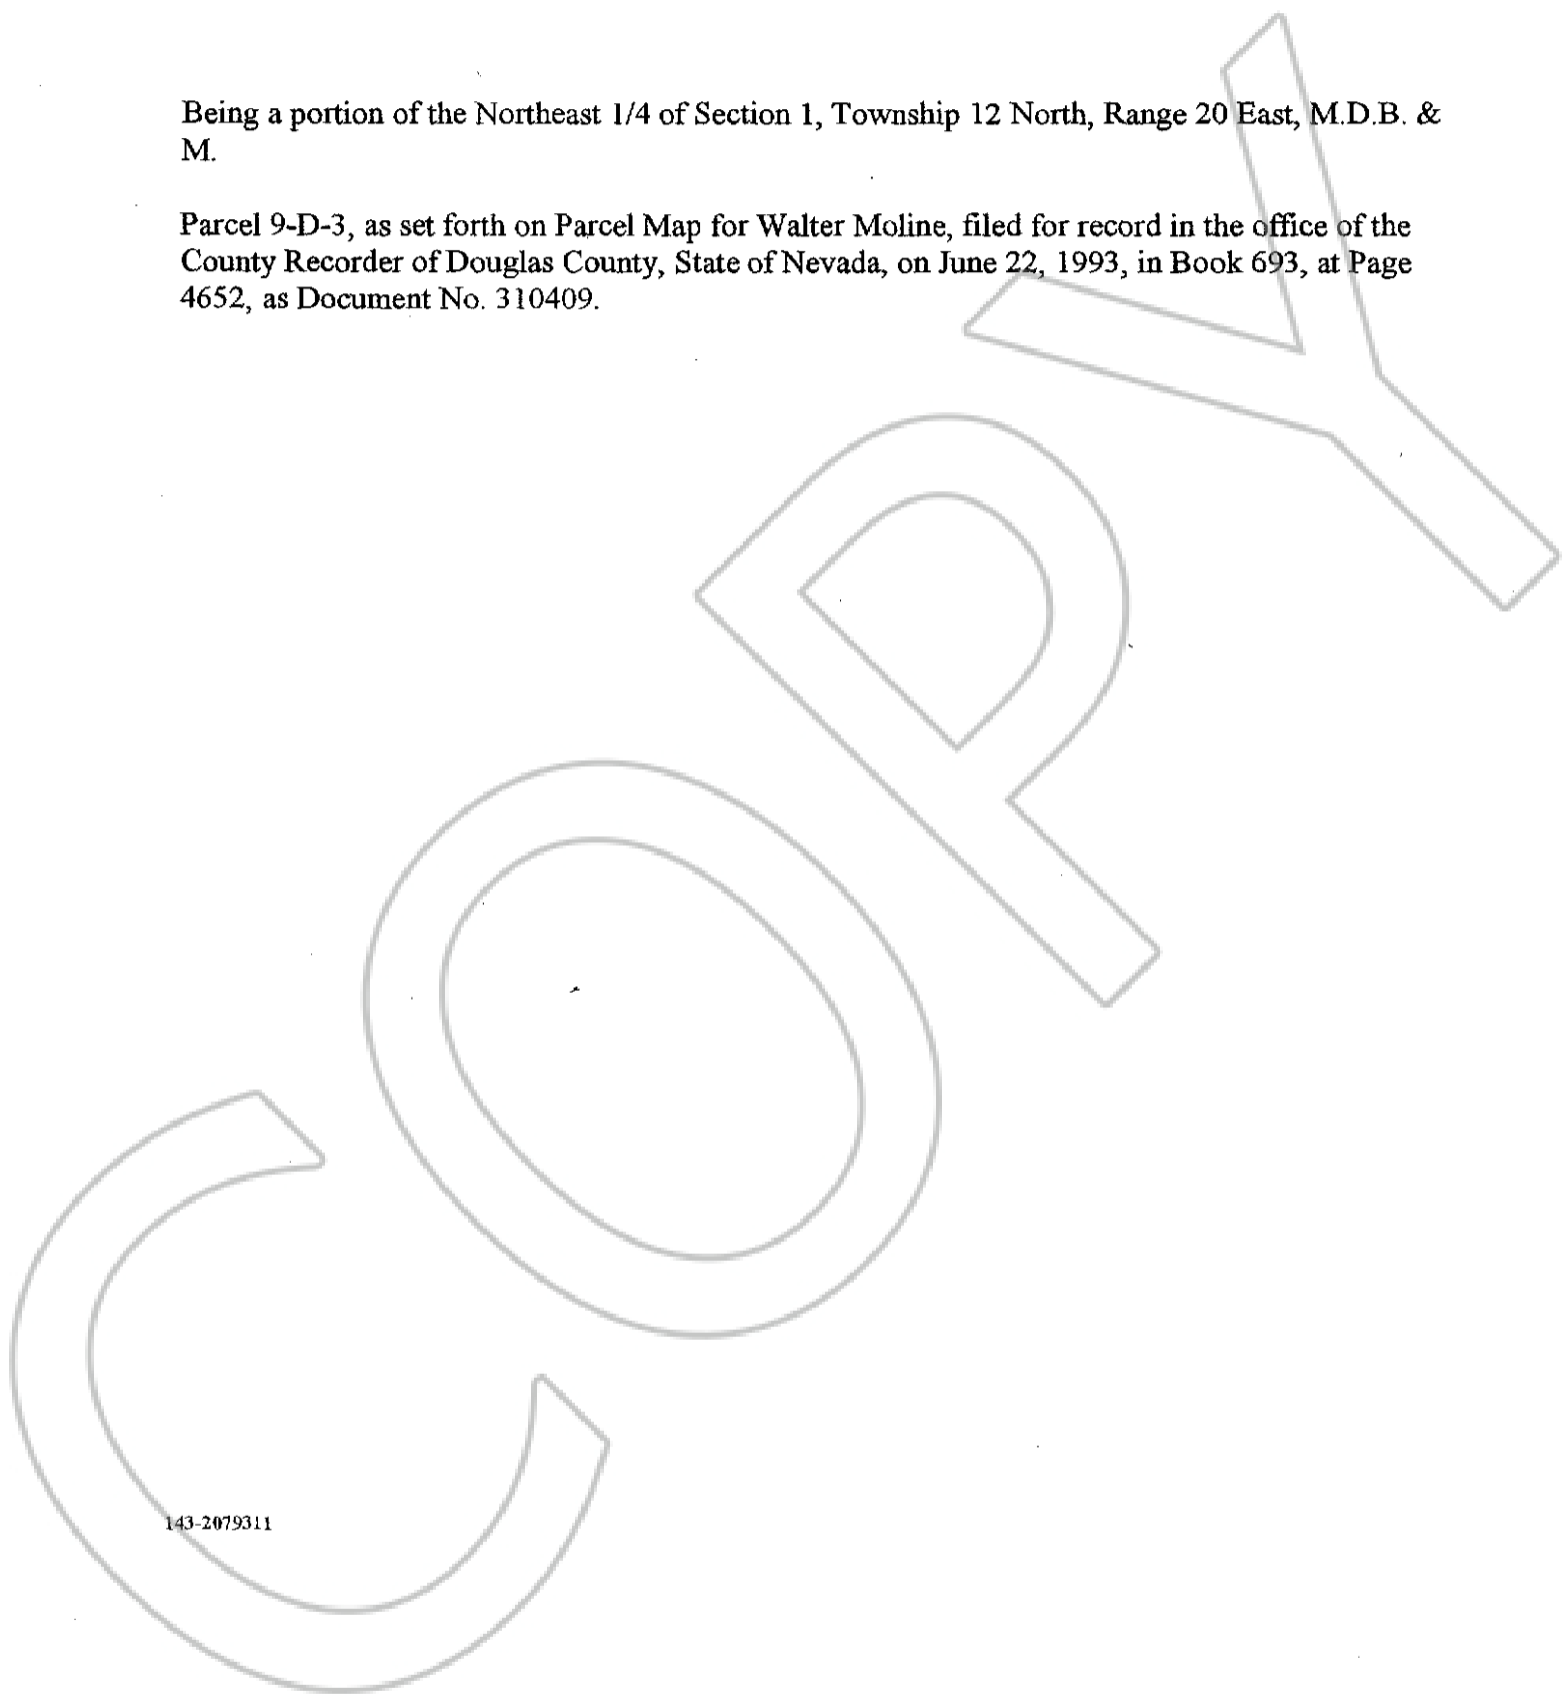 Being a portion of the Northeast 1/4 of Section 1, Township 12 North, Range 20 East, M.D.B. &
M.
Parcel 9-D-3, as set forth on Parcel Map for Walter Moline, filed for record in the office of the
County Recorder of Douglas County, State of Nevada, on June 22, 1993, in Book 693, at Page
4652, as Document No. 310409.
COPY
143-2079311